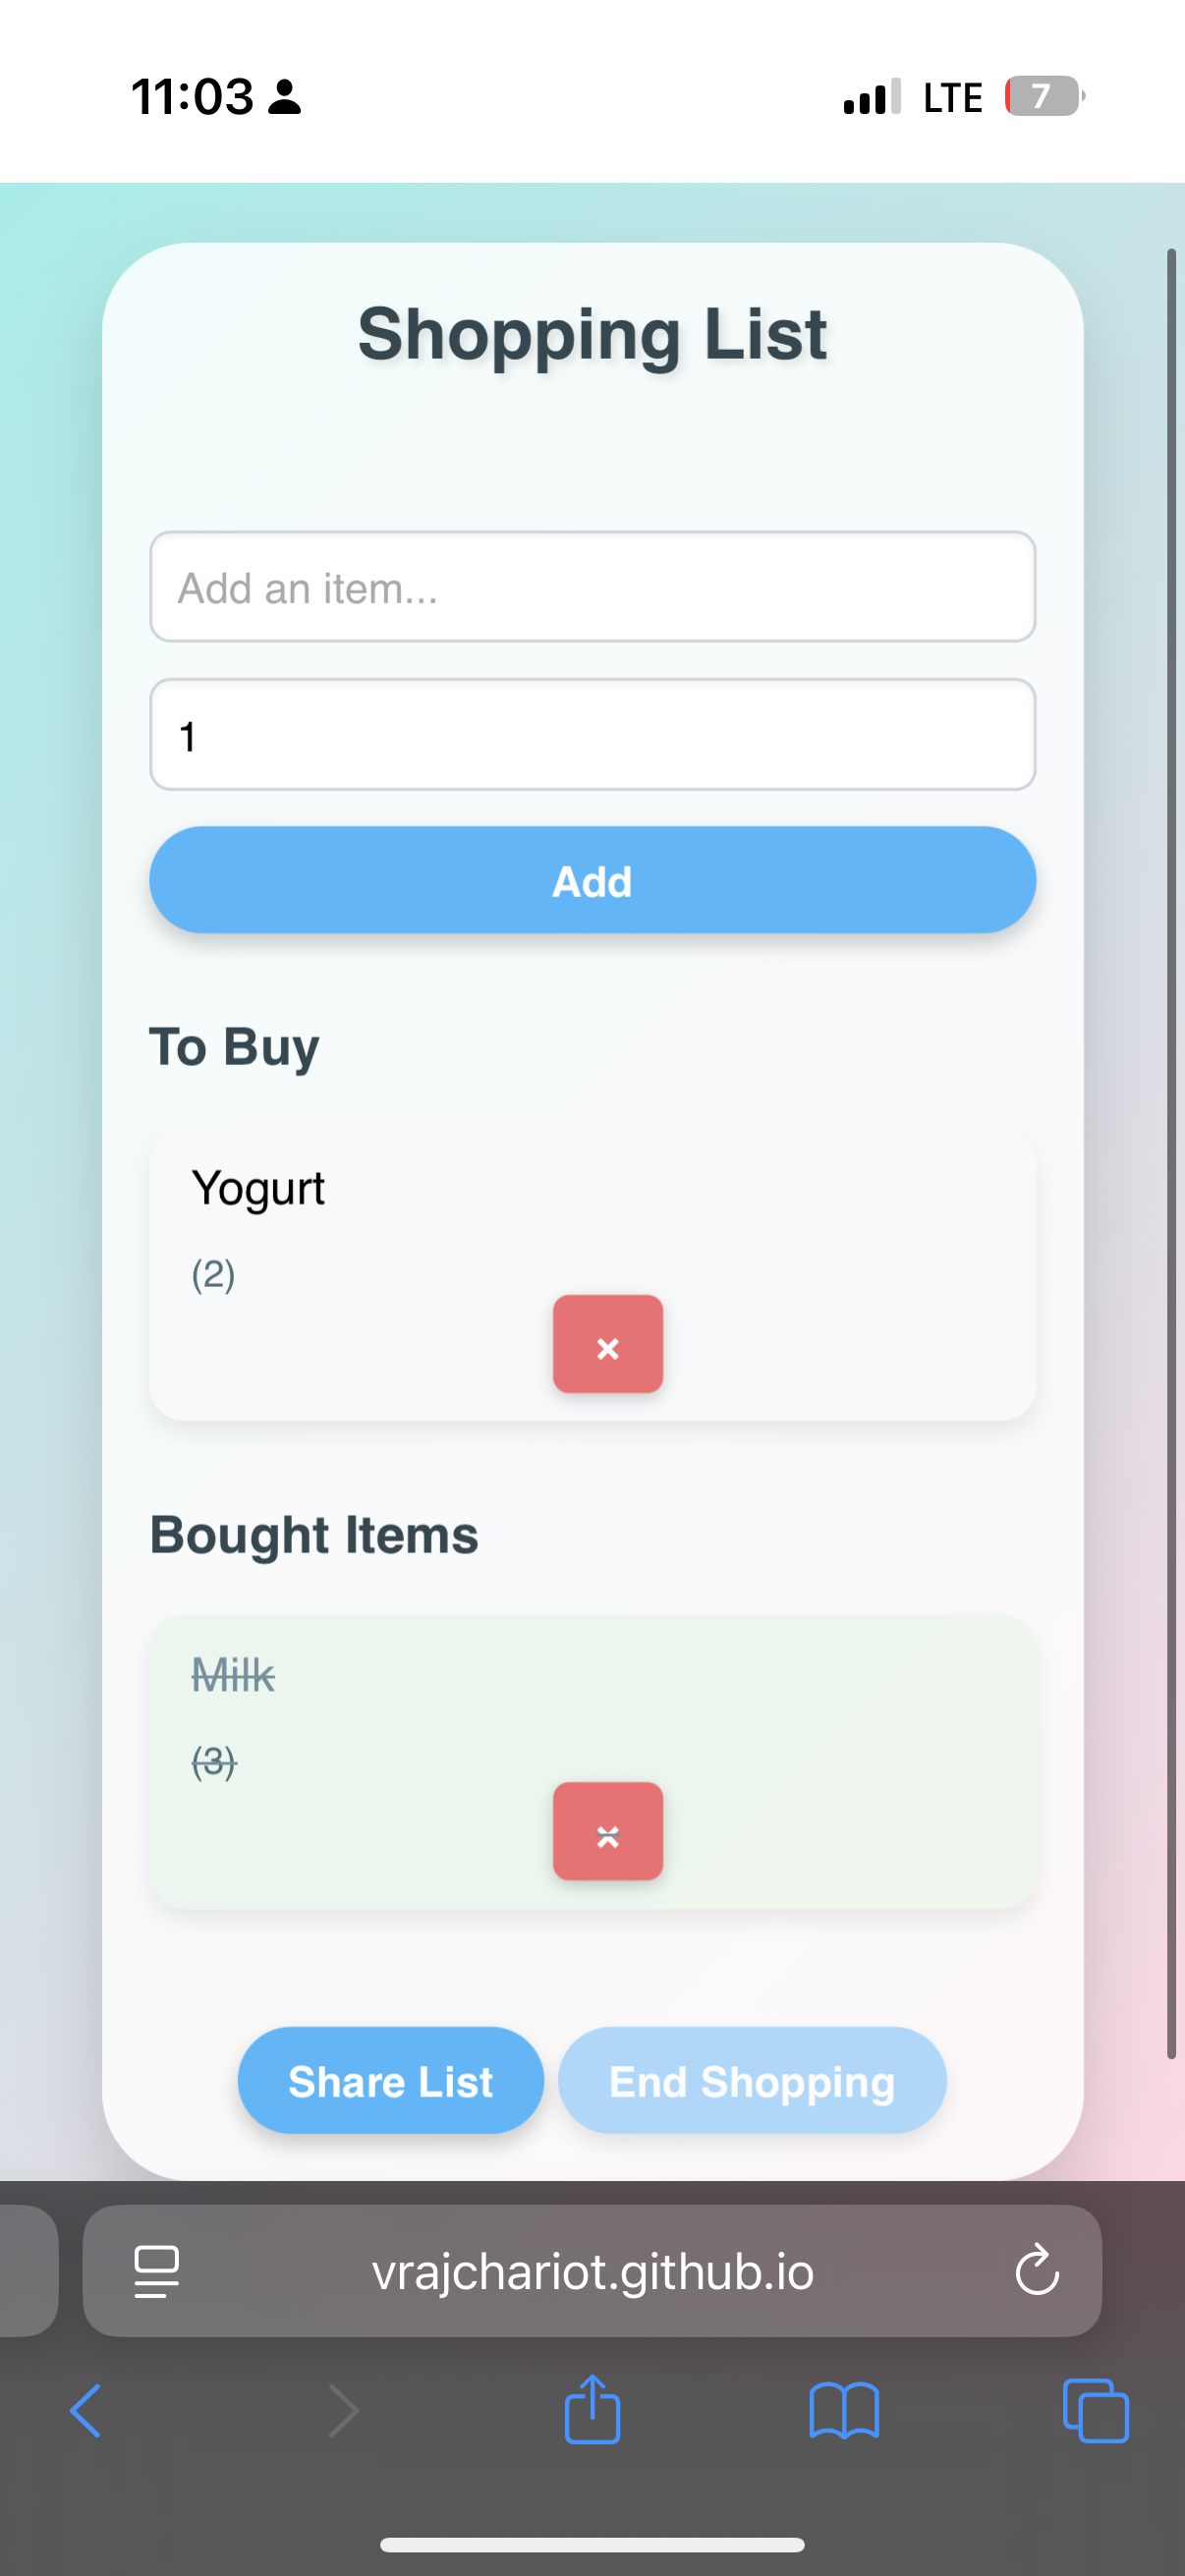 11:03 LTE 7
Shopping List
Add an item...
1
Add
To Buy
Yogurt
(2)
×
Bought Items
Milk
(3)
×
Share List End Shopping
vrajchariot.github.io